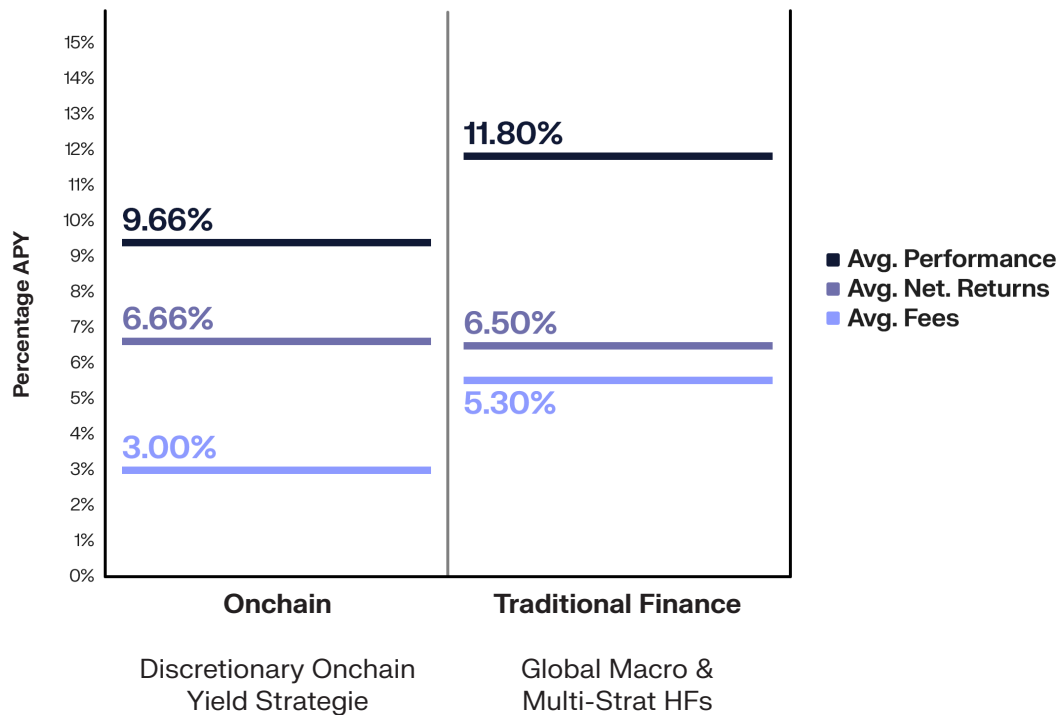 15%
14%
13%
12%
11%
10%
9%
8%
7%
6%
5%
4%
3%
2%
1%
0%
Percentage APY
9.66%
6.66%
3.00%
11.80%
6.50%
5.30%
Avg. Performance
Avg. Net. Returns
Avg. Fees
Onchain
Discretionary Onchain
Yield Strategie
Traditional Finance
Global Macro &
Multi-Strat HFs